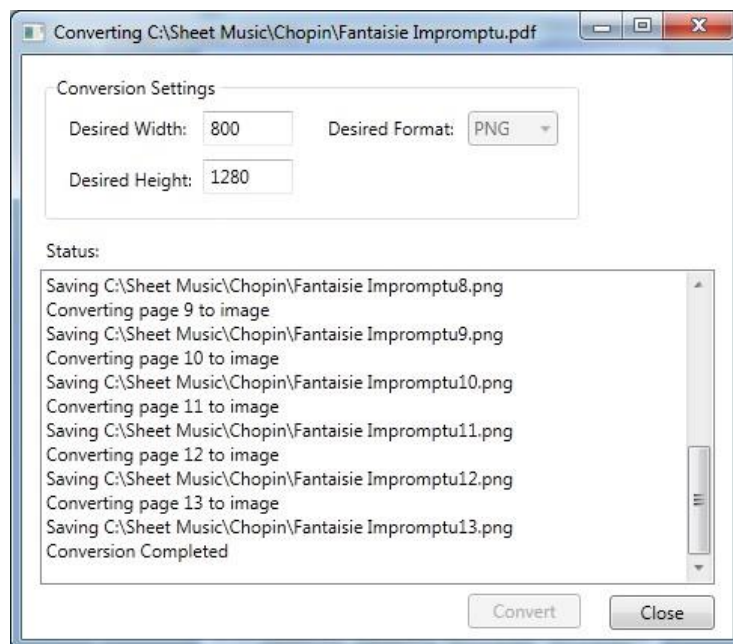 Converting C:\Sheet Music\Chopin\Fantaisie Impromptu.pdf
Conversion Settings
Desired Width: 800 Desired Format: PNG
Desired Height: 1280
Status:
Saving C:\Sheet Music\Chopin\Fantaisie Impromptu8.png
Converting page 9 to image
Saving C:\Sheet Music\Chopin\Fantaisie Impromptu9.png
Converting page 10 to image
Saving C:\Sheet Music\Chopin\Fantaisie Impromptu10.png
Converting page 11 to image
Saving C:\Sheet Music\Chopin\Fantaisie Impromptu11.png
Converting page 12 to image
Saving C:\Sheet Music\Chopin\Fantaisie Impromptu12.png
Converting page 13 to image
Saving C:\Sheet Music\Chopin\Fantaisie Impromptu13.png
Conversion Completed
Convert Close